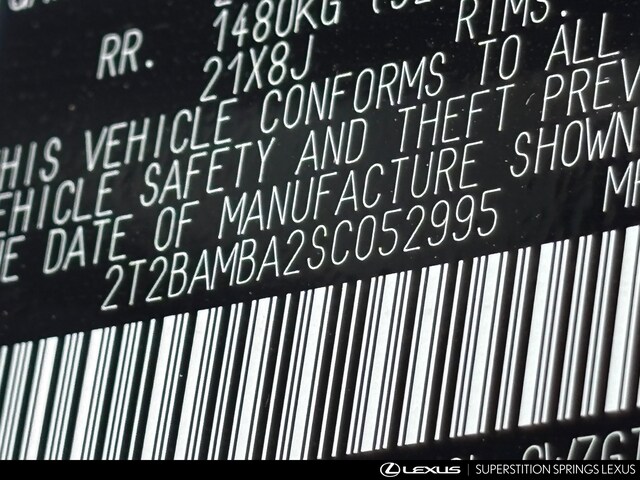 1480KG
RIMS.
RR. 21X8J
THIS VEHICLE CONFORMS TO ALL
VEHICLE SAFETY AND THEFT PREV
DATE OF MANUFACTURE SHOWN
2T2BAMBA2SC052995
LEXUS | SUPERSTITION SPRINGS LEXUS